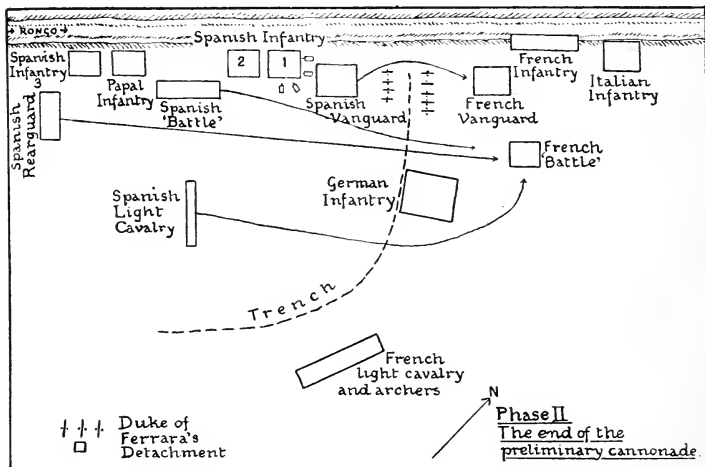 RONCO
Spanish Infantry
Spanish
Infantry
3
Papal
Infantry
2
1
Spanish
'Battle'
Spanish
Vanguard
French
Vanguard
French
Infantry
Italian
Infantry
Spanish
Rearguard
French
'Battle'
Spanish
Light
Cavalry
German
Infantry
Trench
French
light cavalry
and archers
Duke of
Ferrara's
Detachment
N
Phase II
The end of the
preliminary cannonade.